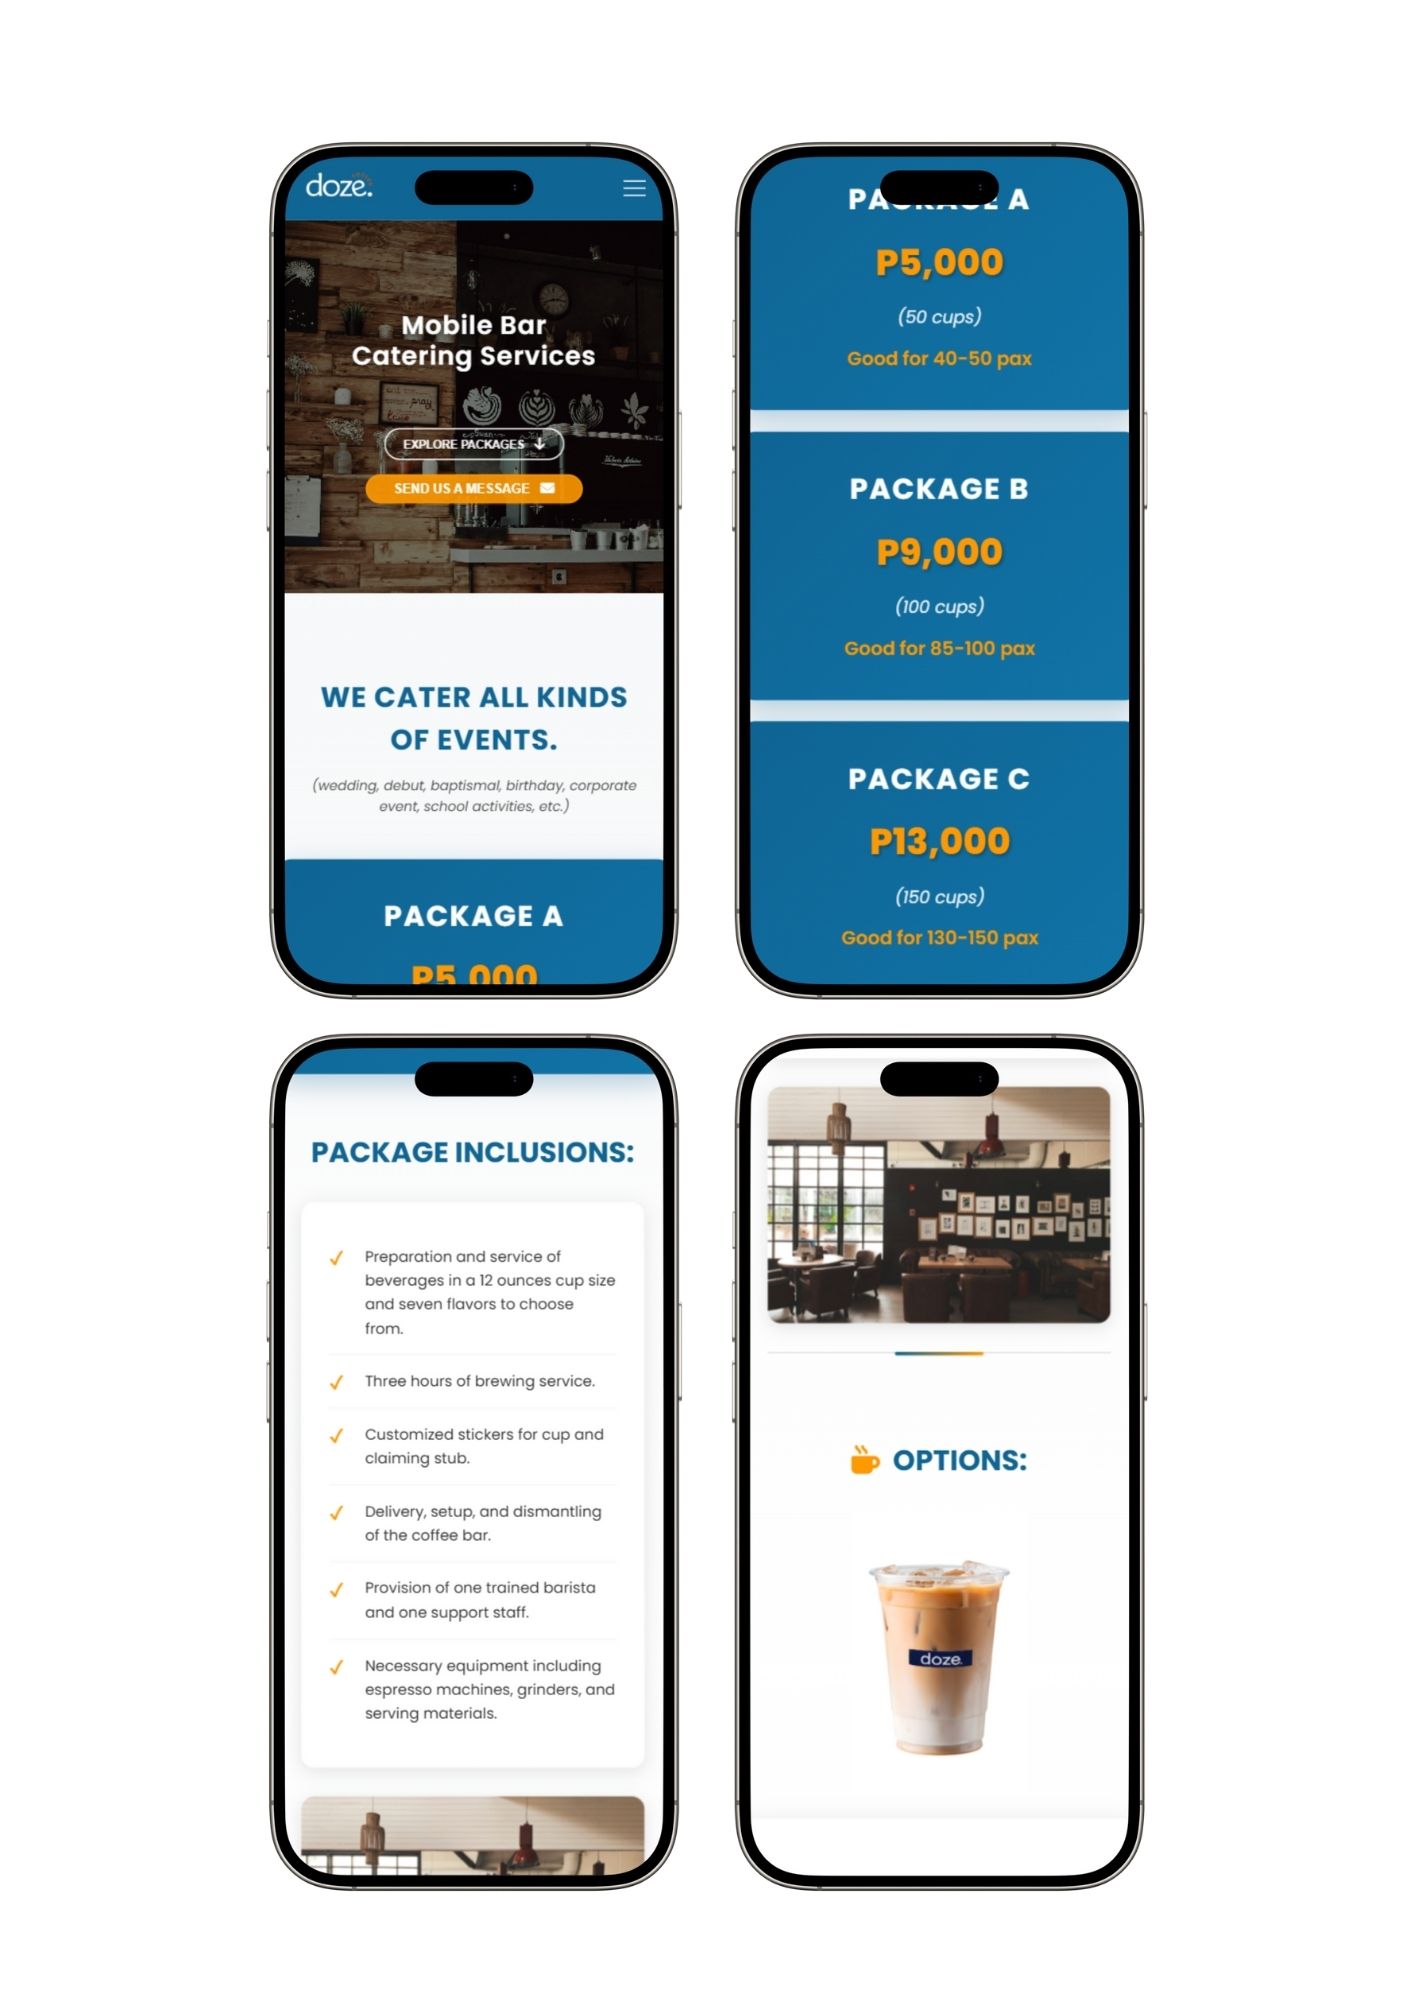 doze.
Mobile Bar
Catering Services
EXPLORE PACKAGES
SEND US A MESSAGE
WE CATER ALL KINDS
OF EVENTS.
(wedding, debut, baptismal, birthday, corporate
event, school activities, etc.)
PACKAGE A
P5,000
PACKAGE A
P5,000
(50 cups)
Good for 40-50 pax
PACKAGE B
P9,000
(100 cups)
Good for 85-100 pax
PACKAGE C
P13,000
(150 cups)
Good for 130-150 pax
PACKAGE INCLUSIONS:
Preparation and service of
beverages in a 12 ounces cup size
and seven flavors to choose
from.
Three hours of brewing service.
Customized stickers for cup and
claiming stub.
Delivery, setup, and dismantling
of the coffee bar.
Provision of one trained barista
and one support staff.
Necessary equipment including
espresso machines, grinders, and
serving materials.
OPTIONS:
doze.